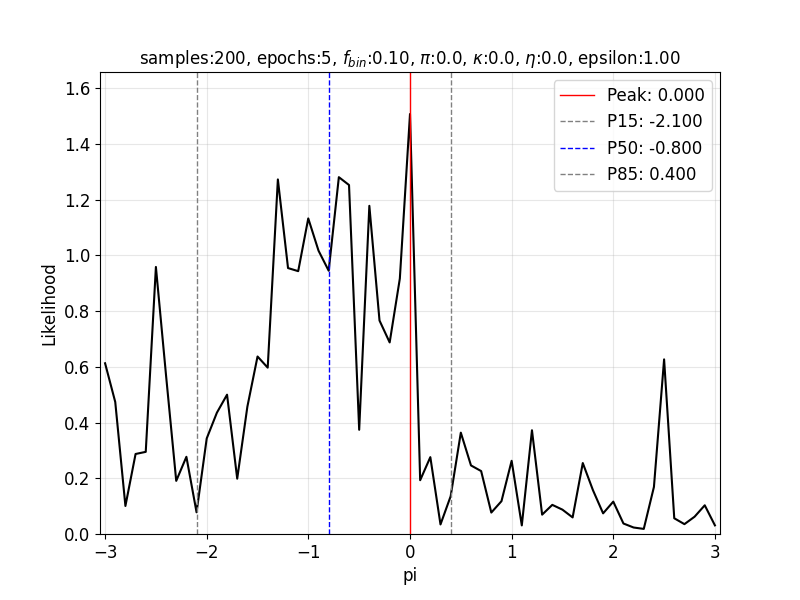 samples:200, epochs:5, f_bin:0.10, π:0.0, κ:0.0, η:0.0, epsilon:1.00
Peak: 0.000
P15: -2.100
P50: -0.800
P85: 0.400
1.6
1.4
1.2
1.0
0.8
0.6
0.4
0.2
0.0
Likelihood
−3 −2 −1 0 1 2 3
pi